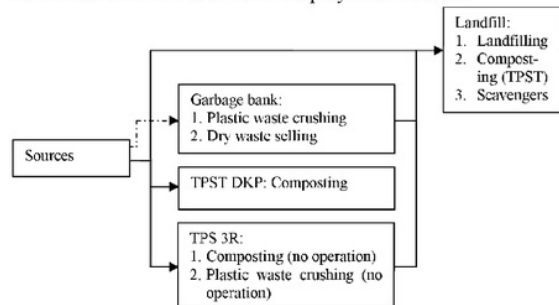 Landfill:
1. Landfilling
2. Compost-
ing (TPST)
3. Scavengers
Garbage bank:
1. Plastic waste crushing
2. Dry waste selling
Sources
TPST DKP: Composting
TPS 3R:
1. Composting (no operation)
2. Plastic waste crushing (no
operation)